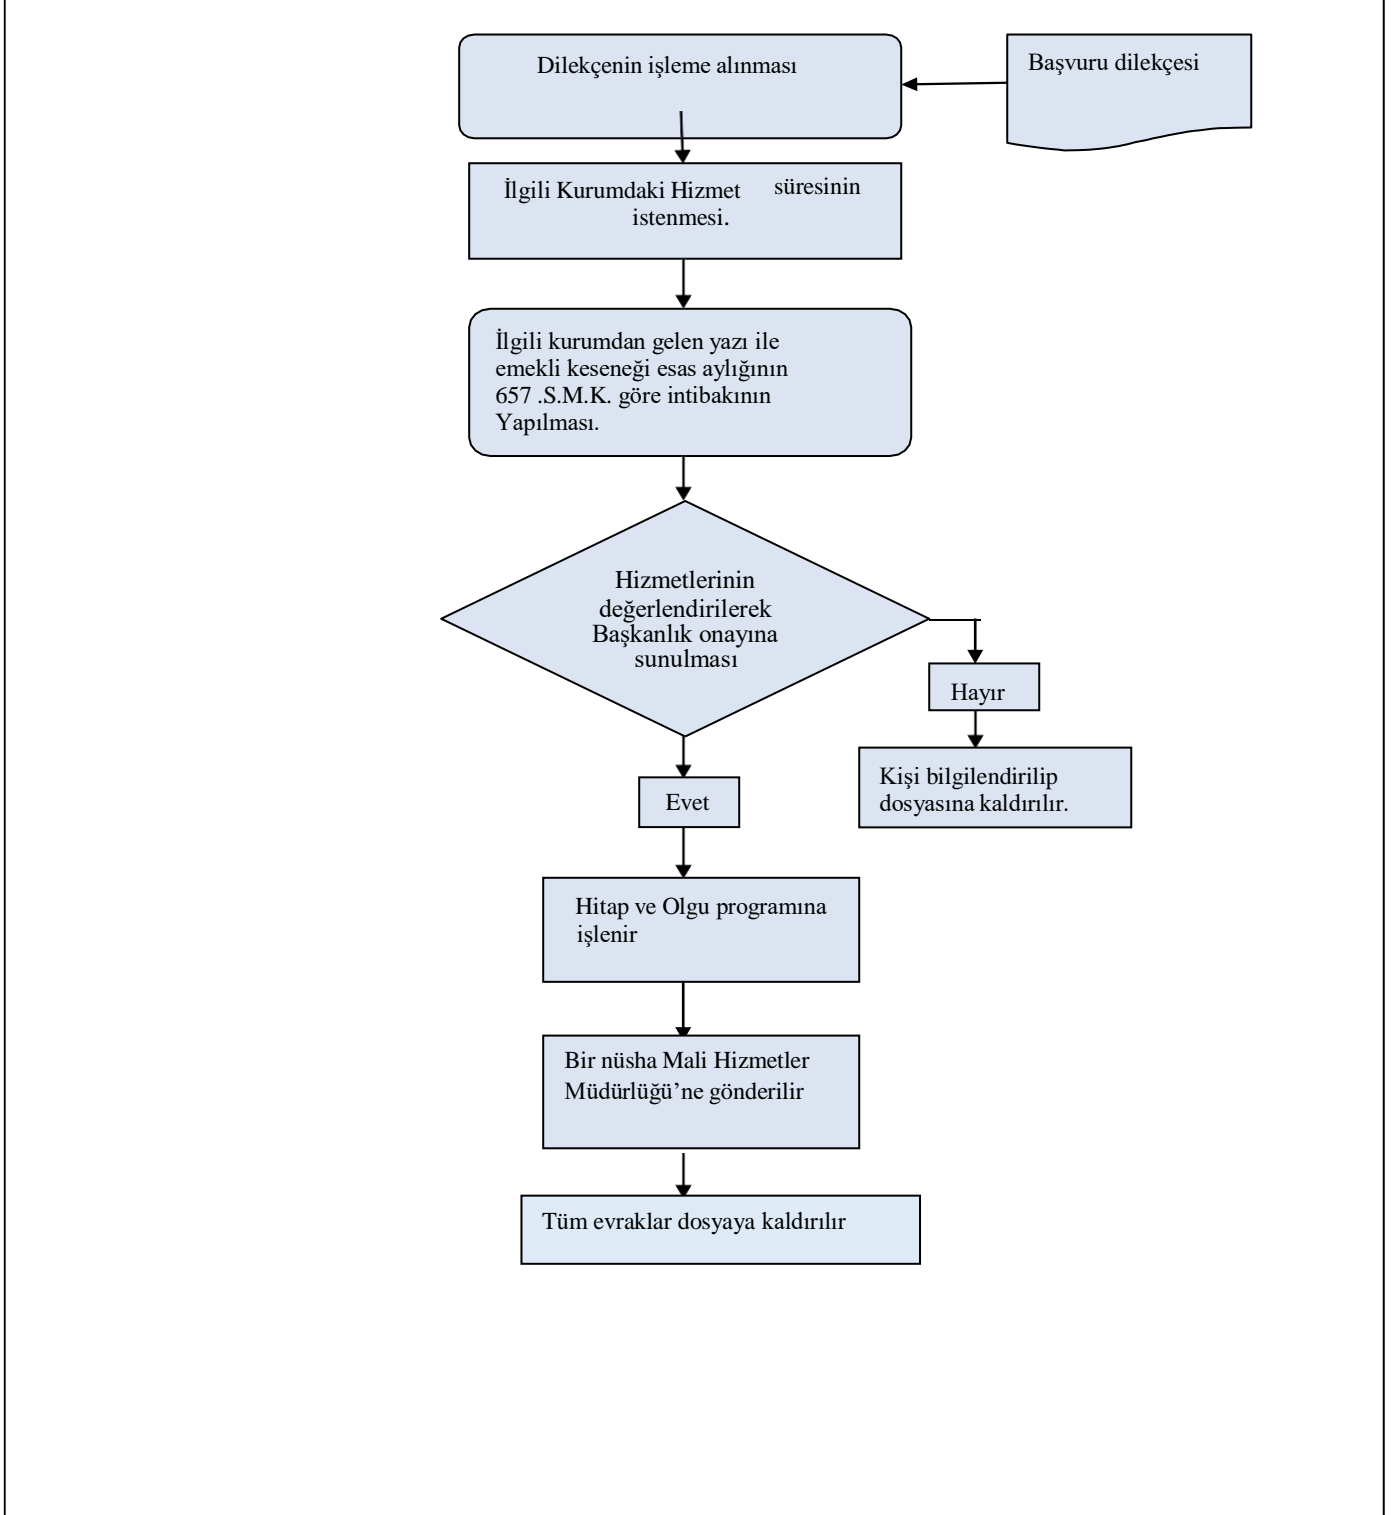 Dilekçenin işleme alınması
Başvuru dilekçesi
İlgili Kurumdaki Hizmet süresinin
istenmesi.
İlgili kurumdan gelen yazı ile
emekli keseneği esas aylığının
657 .S.M.K. göre intibakının
Yapılması.
Hizmetlerinin
değerlendirilerek
Başkanlık onayına
sunulması
Hayır
Kişi bilgilendirilip
dosyasına kaldırılır.
Evet
Hitap ve Olgu programına
işlenir
Bir nüsha Mali Hizmetler
Müdürlüğü’ne gönderilir
Tüm evraklar dosyaya kaldırılır